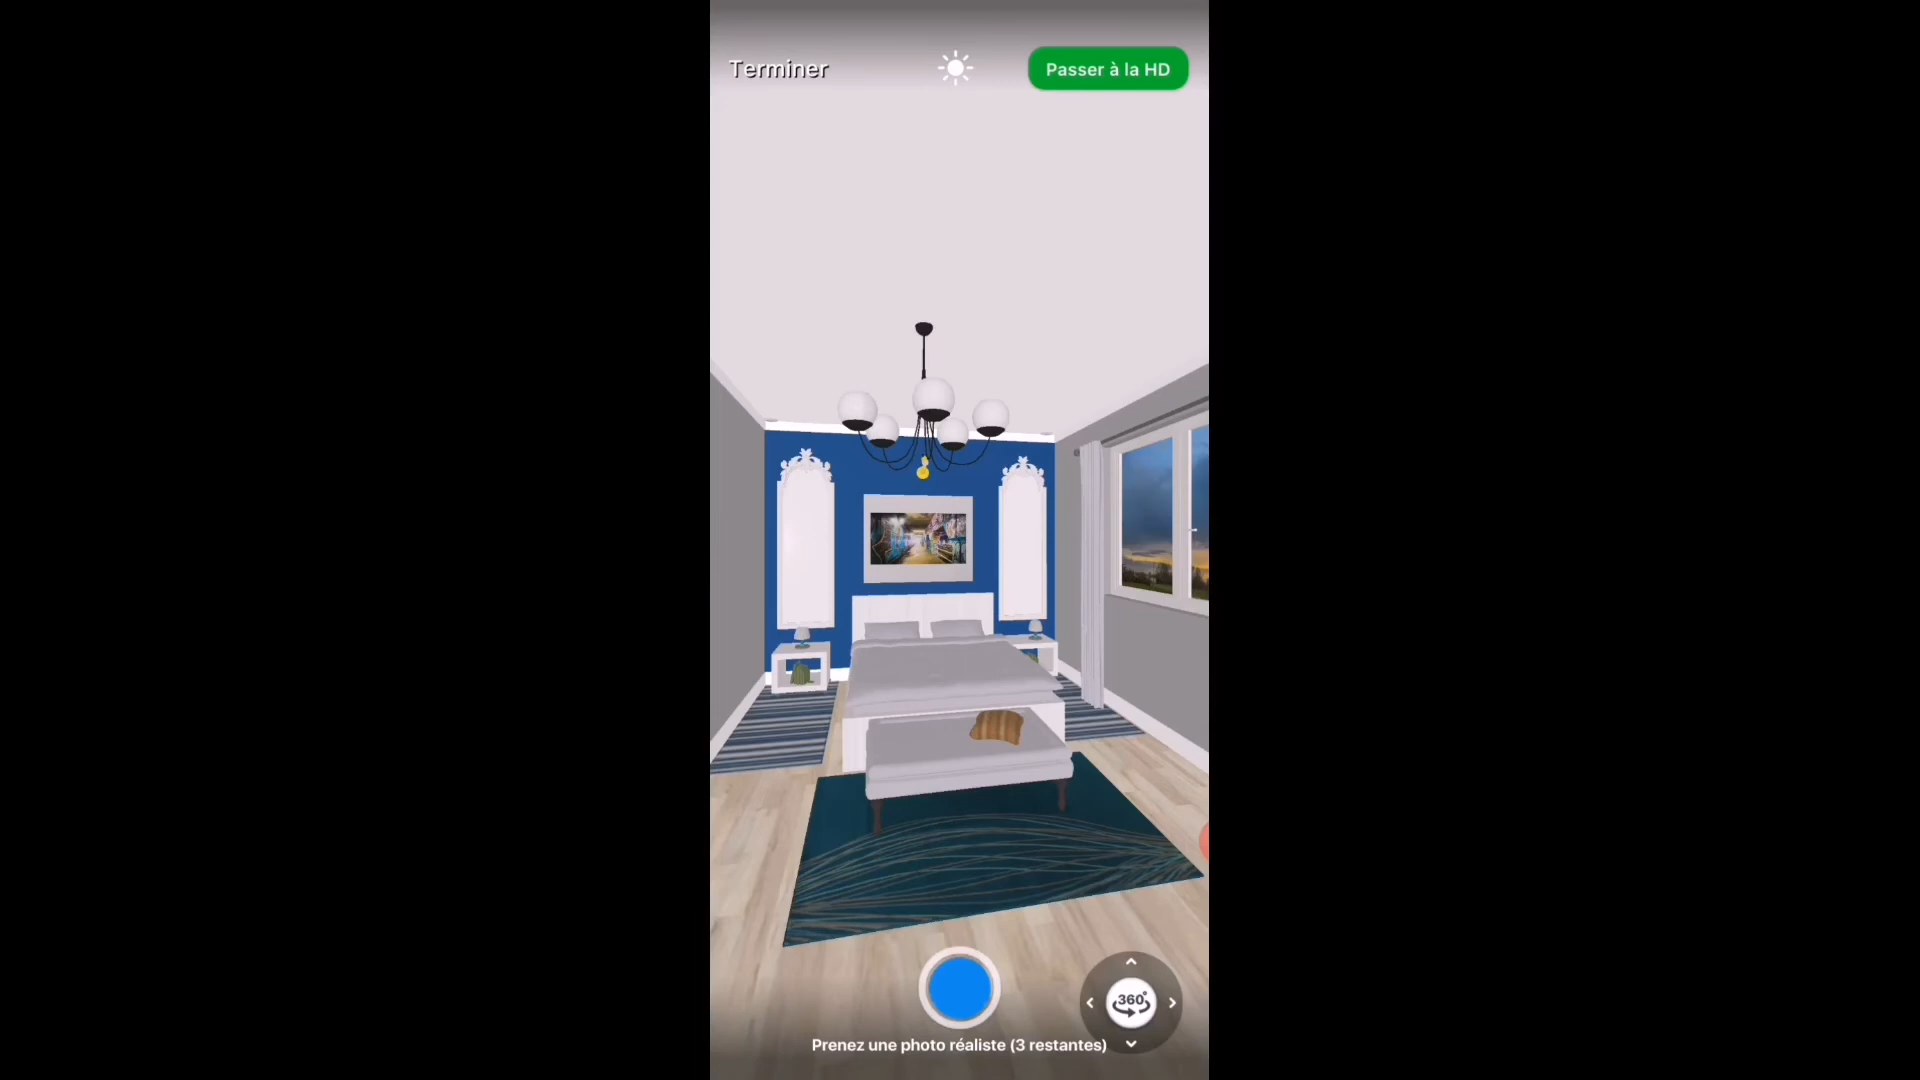 Terminer
Passer à la HD
360°
Prenez une photo réaliste (3 restantes)